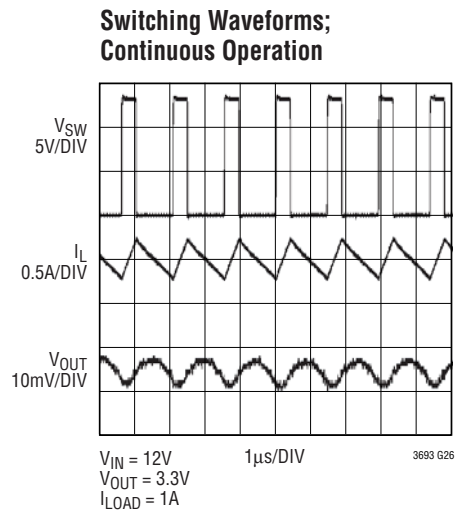 Switching Waveforms;
Continuous Operation
VSW
5V/DIV
IL
0.5A/DIV
VOUT
10mV/DIV
VIN = 12V
VOUT = 3.3V
ILOAD = 1A
1µs/DIV
3693 G26